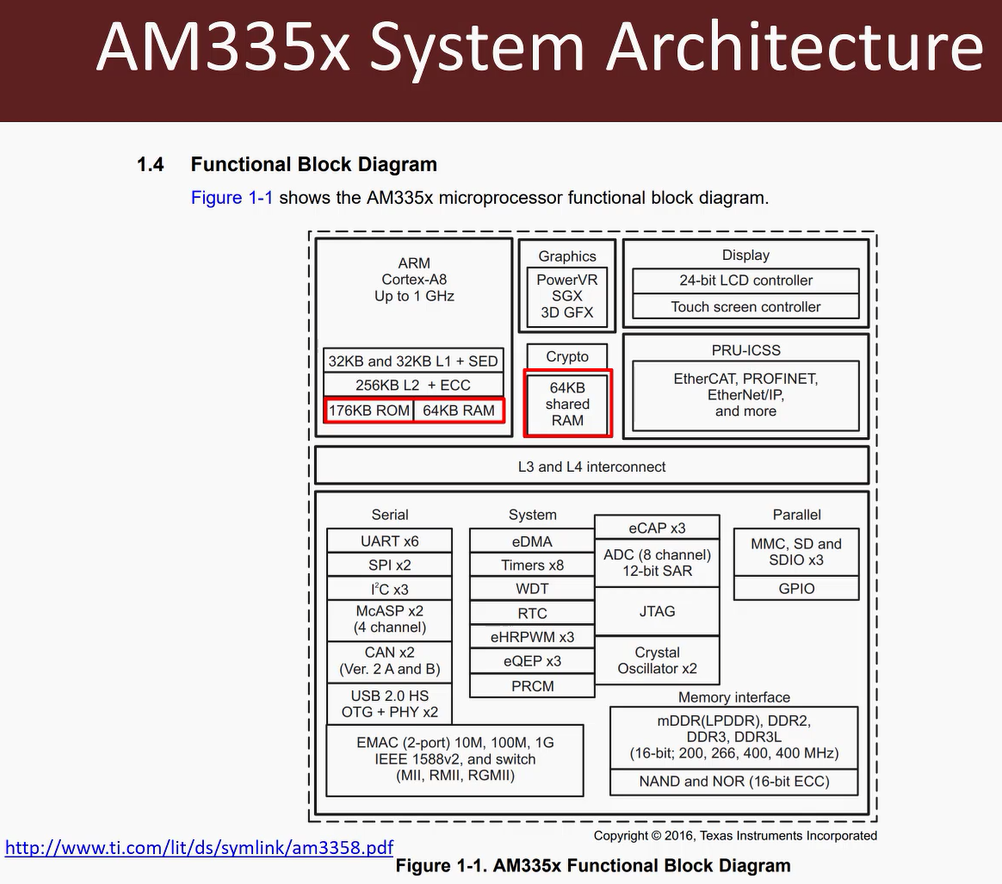 AM335x System Architecture
1.4 Functional Block Diagram
Figure 1-1 shows the AM335x microprocessor functional block diagram.
ARM
Cortex-A8
Up to 1 GHz
32KB and 32KB L1 + SED
256KB L2 + ECC
176KB ROM
64KB RAM
Graphics
PowerVR
SGX
3D GFX
Crypto
64KB
shared
RAM
Display
24-bit LCD controller
Touch screen controller
PRU-ICSS
EtherCAT, PROFINET,
EtherNet/IP,
and more
L3 and L4 interconnect
Serial
UART x6
SPI x2
I²C x3
McASP x2
(4 channel)
CAN x2
(Ver. 2 A and B)
USB 2.0 HS
OTG + PHY x2
EMAC (2-port) 10M, 100M, 1G
IEEE 1588v2, and switch
(MII, RMII, RGMII)
System
eDMA
Timers x8
WDT
RTC
eHRPWM x3
eQEP x3
PRCM
eCAP x3
ADC (8 channel)
12-bit SAR
JTAG
Crystal
Oscillator x2
Parallel
MMC, SD and
SDIO x3
GPIO
Memory interface
mDDR(LPDDR), DDR2,
DDR3, DDR3L
(16-bit; 200, 266, 400, 400 MHz)
NAND and NOR (16-bit ECC)
Copyright © 2016, Texas Instruments Incorporated
http://www.ti.com/lit/ds/symlink/am3358.pdf
Figure 1-1. AM335x Functional Block Diagram